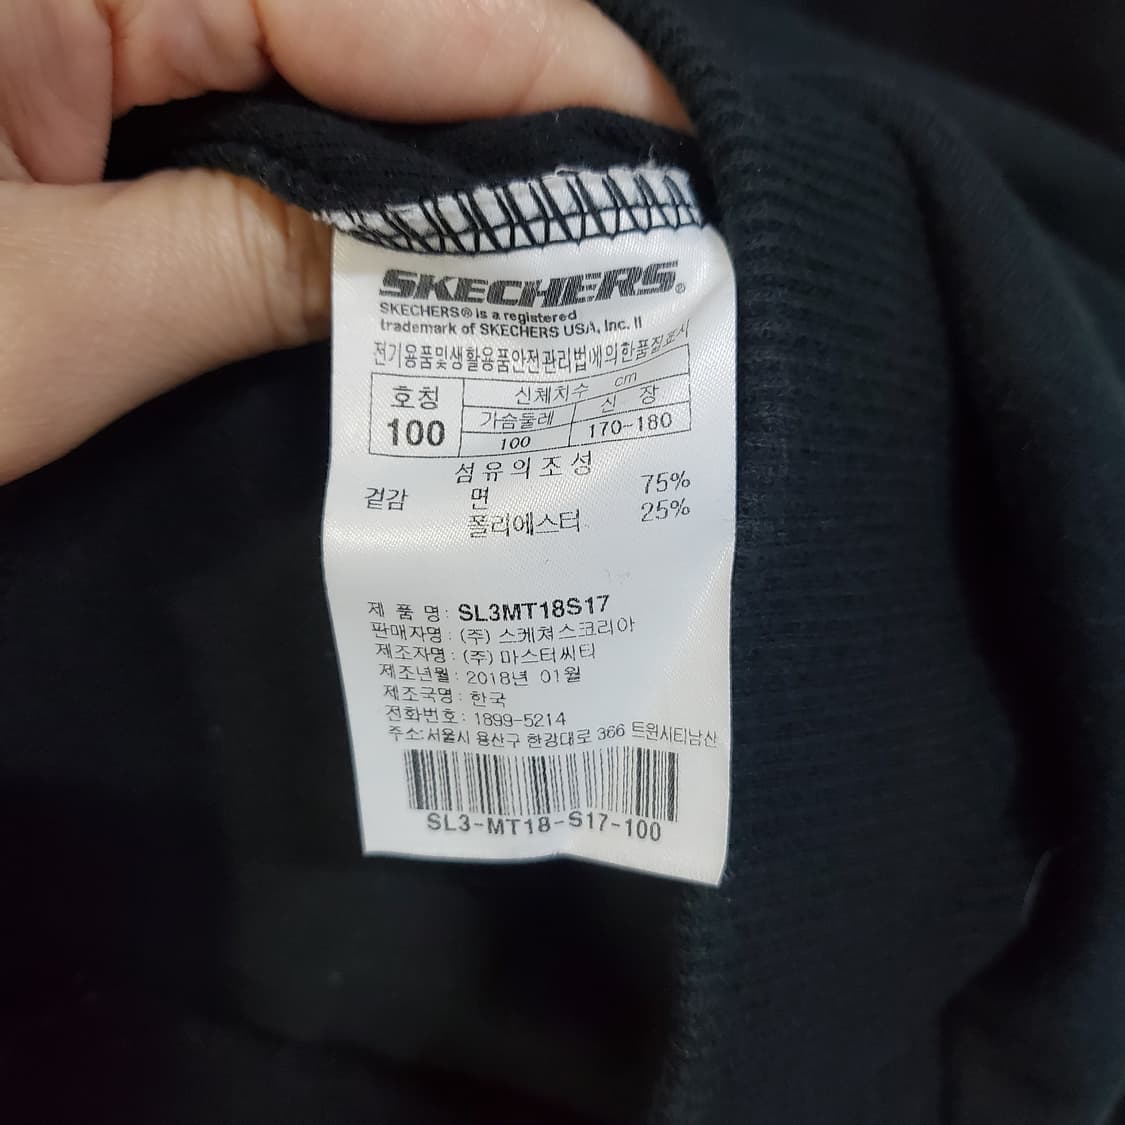 SKECHERS®
SKECHERS® is a registered
trademark of SKECHERS USA, Inc. II
전기용품및생활용품안전관리법에의한품질표시
호칭 신체치수 cm
가슴둘레 신 장
100 100 170-180
섬유의조성
겉감 면 75%
폴리에스터 25%
제 품 명: SL3MT18S17
판매자명: (주) 스케쳐스코리아
제조자명: (주) 마스터씨티
제조년월: 2018년 01월
제조국명: 한국
전화번호: 1899-5214
주소:서울시 용산구 한강대로 366 트윈시티남산
SL3-MT18-S17-100